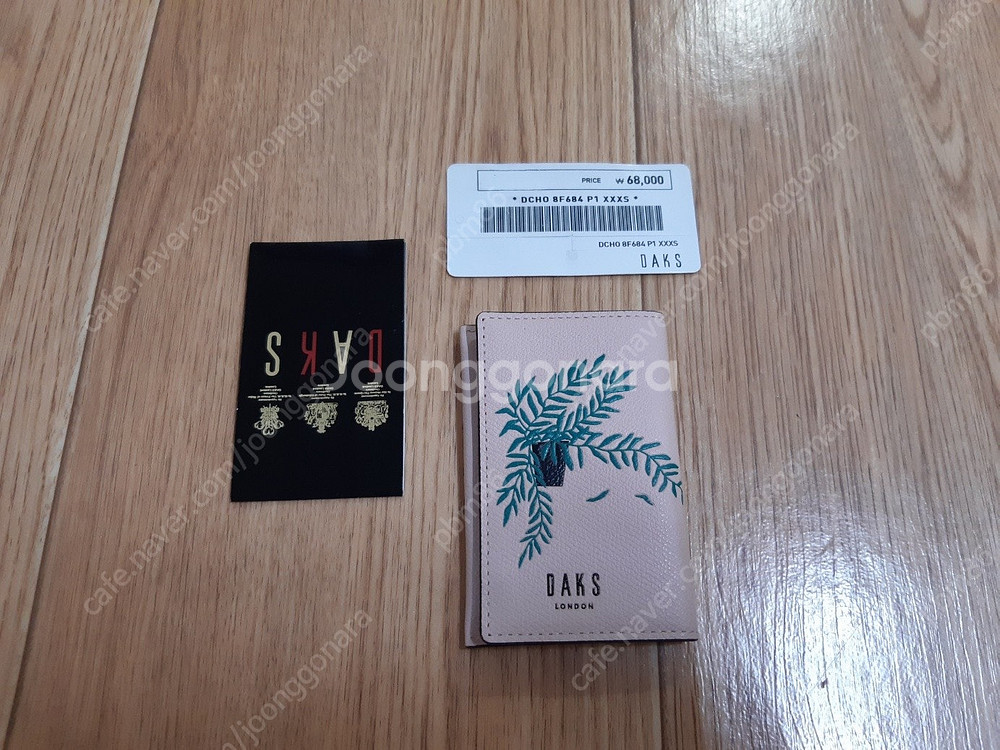 PRICE ₩ 68,000
* DCHO 8F684 P1 XXXS *
DCHO 8F684 P1 XXXS
DAKS
DAKS
DAKS
LONDON
Joonggonara
cafe.naver.com/joonggonara
pbm86